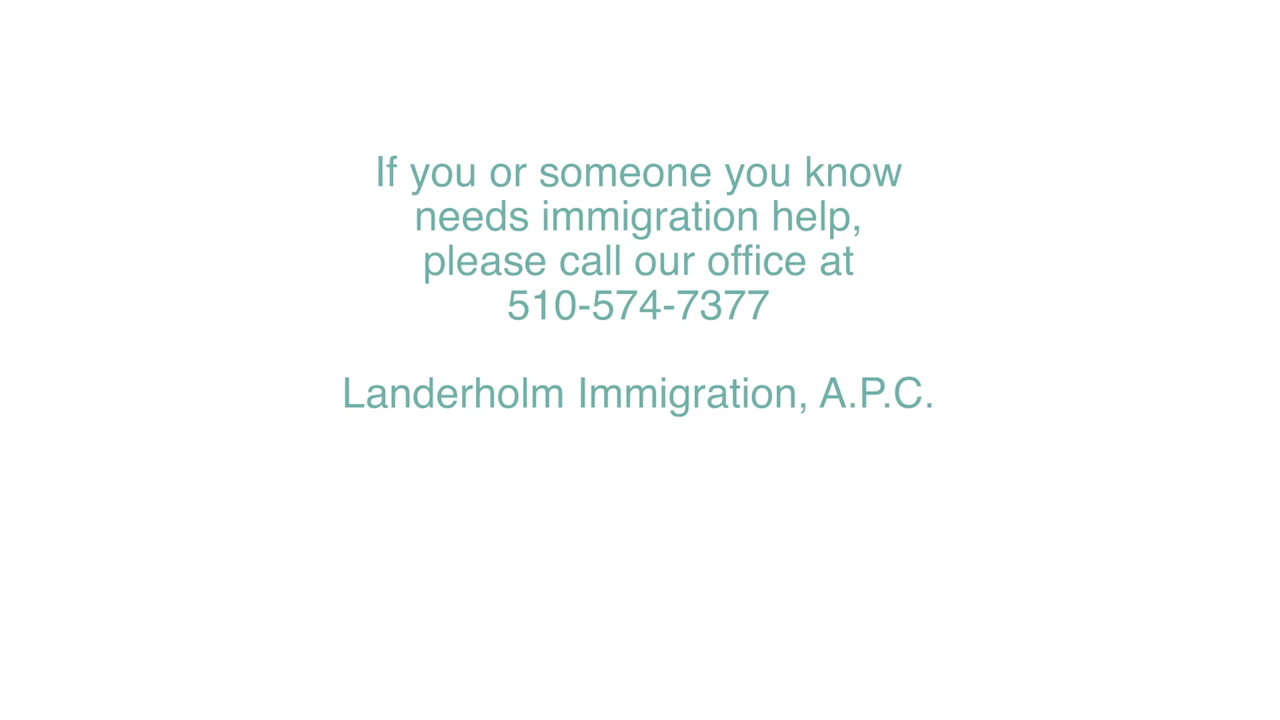 If you or someone you know
needs immigration help,
please call our office at
510-574-7377
Landerholm Immigration, A.P.C.